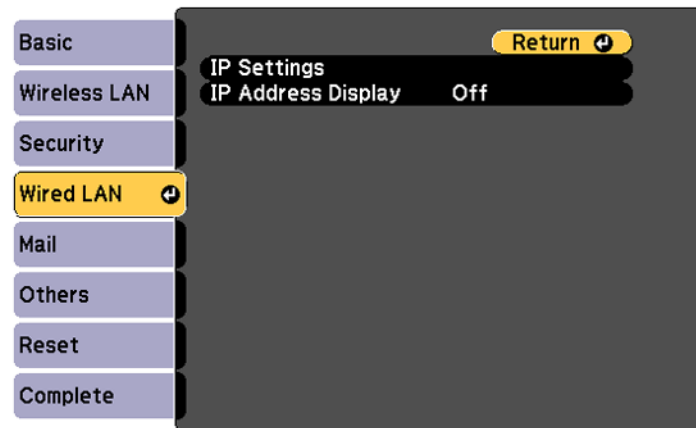 Basic
Wireless LAN
Security
Wired LAN
Mail
Others
Reset
Complete
Return
IP Settings
IP Address Display Off